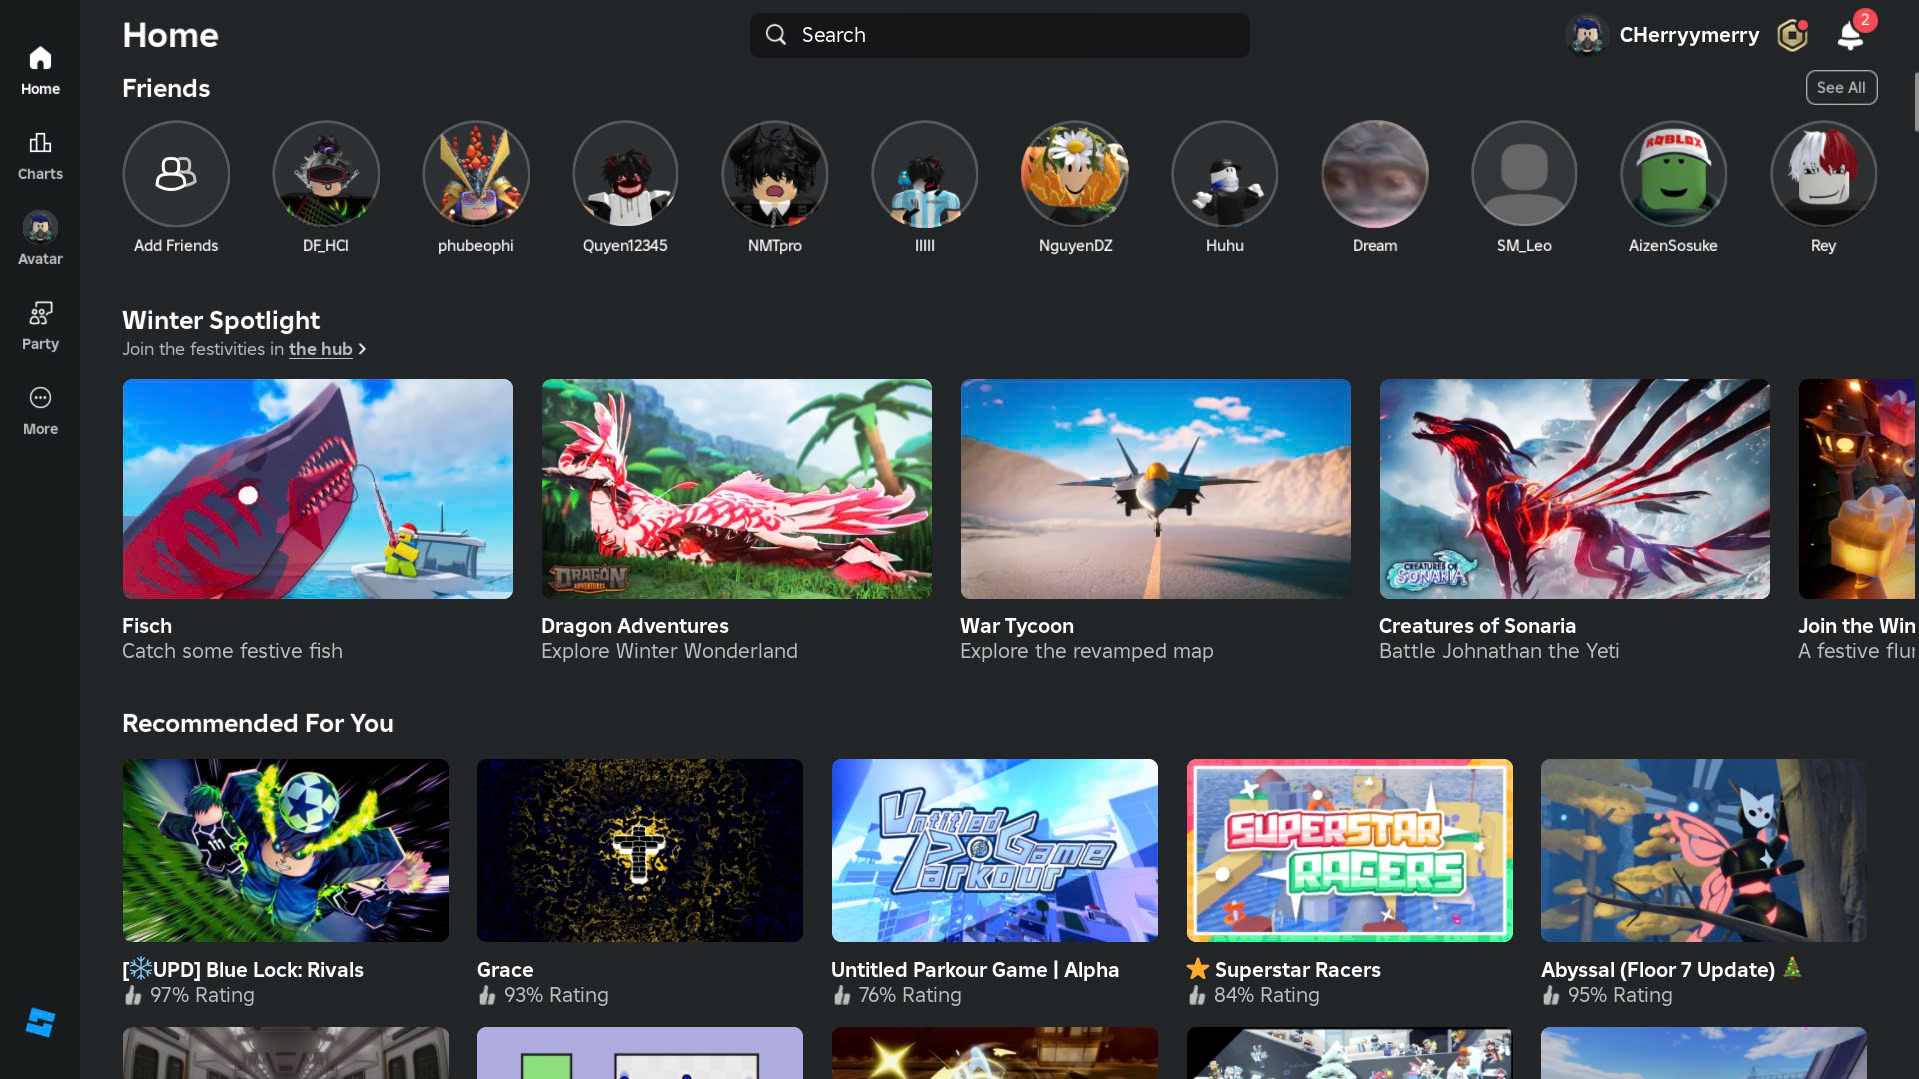 Home
Search
CHerryymerry
2
Home
Charts
Avatar
Party
More
Friends
See All
Add Friends
DF_HCl
phubeophi
Quyen12345
NMTpro
IIIII
NguyenDZ
Huhu
Dream
SM_Leo
AizenSosuke
Rey
ROBLOX
Winter Spotlight
Join the festivities in the hub
DRAGON
ADVENTURES
CREATURES OF
SONARIA
Fisch
Catch some festive fish
Dragon Adventures
Explore Winter Wonderland
War Tycoon
Explore the revamped map
Creatures of Sonaria
Battle Johnathan the Yeti
Join the Win
A festive flur
Recommended For You
11
Untitled
Game
Parkour
SUPERSTAR
RACERS
[❄UPD] Blue Lock: Rivals
97% Rating
Grace
93% Rating
Untitled Parkour Game | Alpha
76% Rating
⭐ Superstar Racers
84% Rating
Abyssal (Floor 7 Update) 🎄
95% Rating